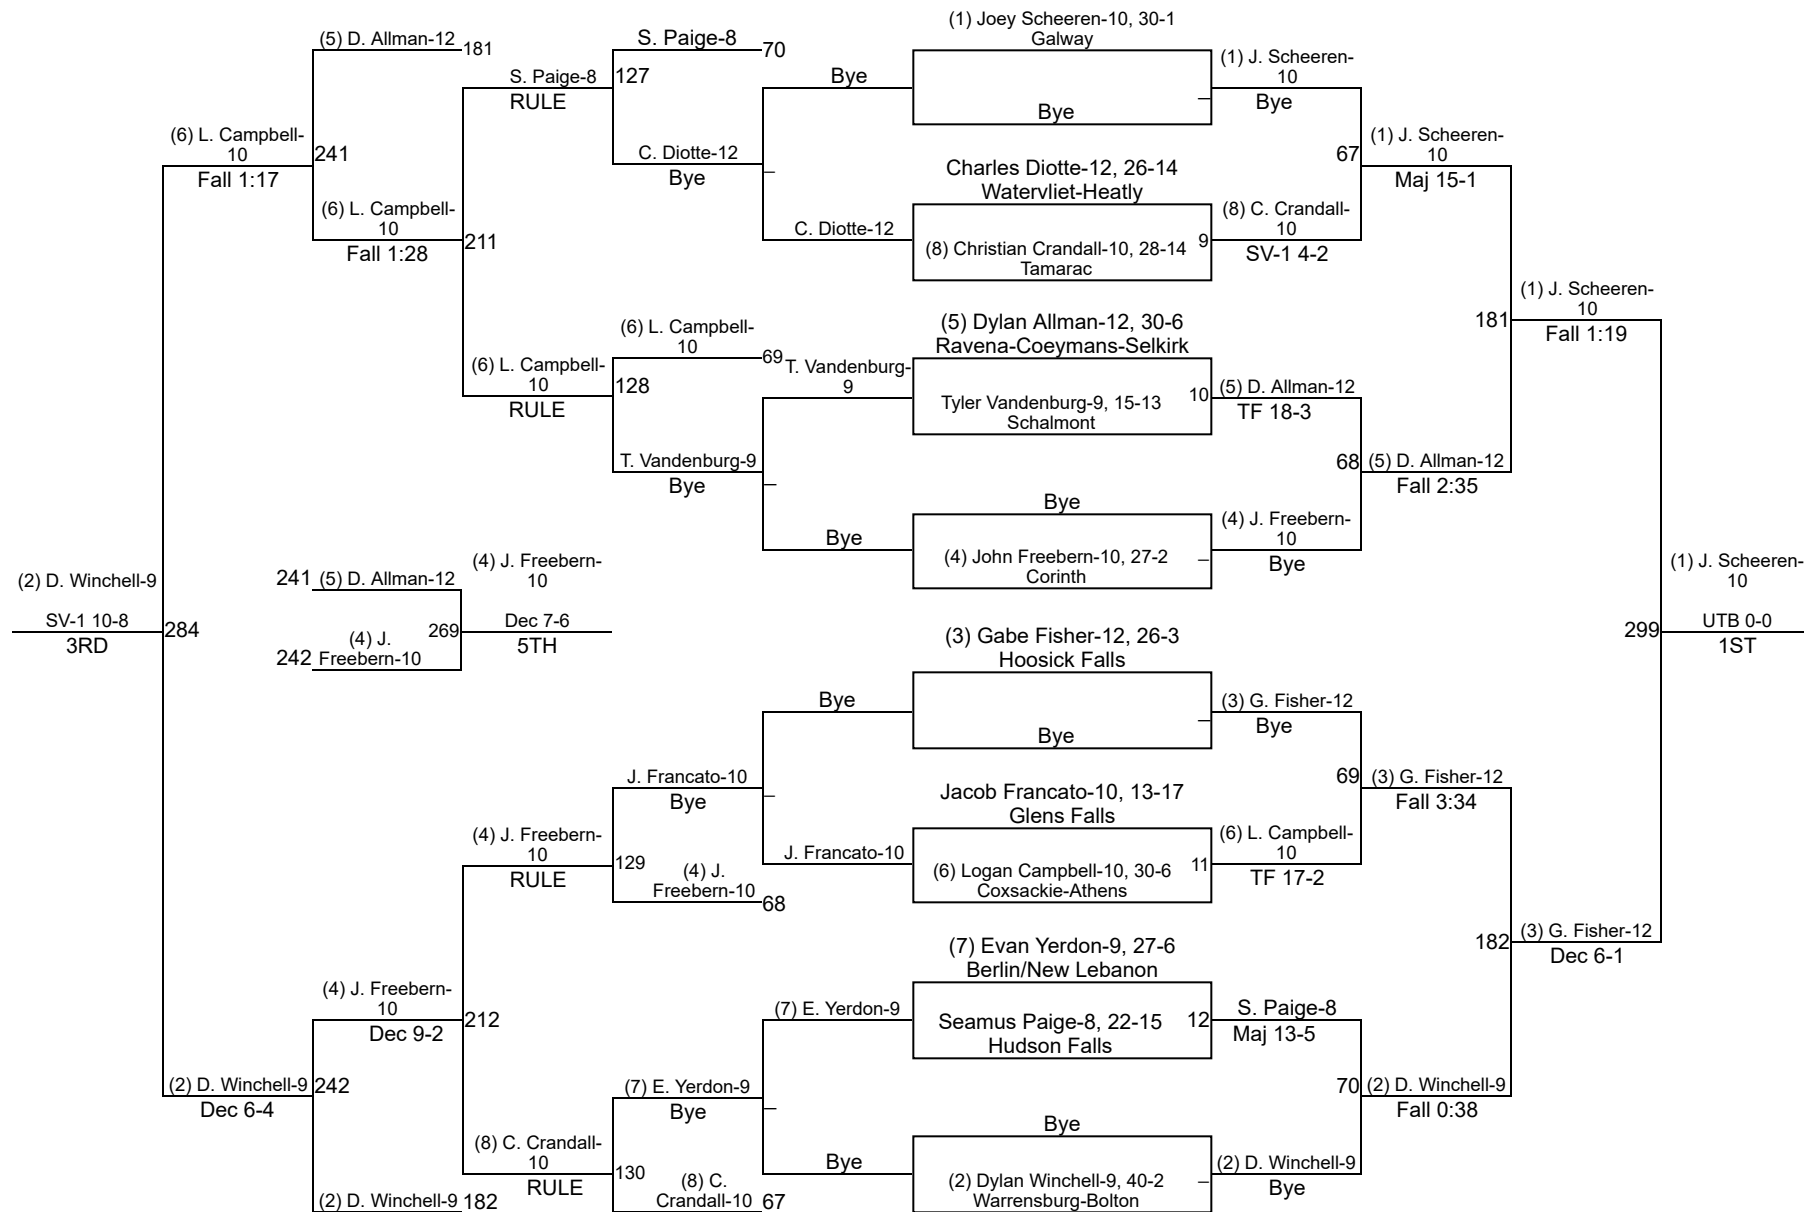 (1) Joey Scheeren-10, 30-1
Galway
Bye
(1) J. Scheeren-
10
Bye
Charles Diotte-12, 26-14
Watervliet-Heatly
(8) Christian Crandall-10, 28-14
Tamarac
9
(8) C. Crandall-
10
SV-1 4-2
(5) Dylan Allman-12, 30-6
Ravena-Coeymans-Selkirk
Tyler Vandenburg-9, 15-13
Schalmont
10
(5) D. Allman-12
TF 18-3
Bye
(4) John Freebern-10, 27-2
Corinth
(4) J. Freebern-
10
Bye
(3) Gabe Fisher-12, 26-3
Hoosick Falls
Bye
(3) G. Fisher-12
Bye
Jacob Francato-10, 13-17
Glens Falls
(6) Logan Campbell-10, 30-6
Coxsackie-Athens
11
(6) L. Campbell-
10
TF 17-2
(7) Evan Yerdon-9, 27-6
Berlin/New Lebanon
Seamus Paige-8, 22-15
Hudson Falls
12
S. Paige-8
Maj 13-5
Bye
(2) Dylan Winchell-9, 40-2
Warrensburg-Bolton
(2) D. Winchell-9
Bye
67
(1) J. Scheeren-
10
Maj 15-1
68
(5) D. Allman-12
Fall 2:35
69
(3) G. Fisher-12
Fall 3:34
70
(2) D. Winchell-9
Fall 0:38
181
(1) J. Scheeren-
10
Fall 1:19
182
(3) G. Fisher-12
Dec 6-1
299
(1) J. Scheeren-
10
UTB 0-0
1ST
Bye
C. Diotte-12
T. Vandenburg-
9
Bye
Bye
J. Francato-10
(7) E. Yerdon-9
Bye
S. Paige-8
70
C. Diotte-12
Bye
(6) L. Campbell-
10
69
T. Vandenburg-9
Bye
J. Francato-10
Bye
(4) J.
Freebern-10
68
(7) E. Yerdon-9
Bye
(8) C.
Crandall-10
67
127
S. Paige-8
RULE
128
(6) L. Campbell-
10
RULE
129
(4) J. Freebern-
10
RULE
130
(8) C. Crandall-
10
RULE
(5) D. Allman-12
181
211
(6) L. Campbell-
10
Fall 1:28
212
(4) J. Freebern-
10
Dec 9-2
(2) D. Winchell-9
182
241
(6) L. Campbell-
10
Fall 1:17
242
(2) D. Winchell-9
Dec 6-4
284
(2) D. Winchell-9
SV-1 10-8
3RD
241
(5) D. Allman-12
242
(4) J.
Freebern-10
269
(4) J. Freebern-
10
Dec 7-6
5TH